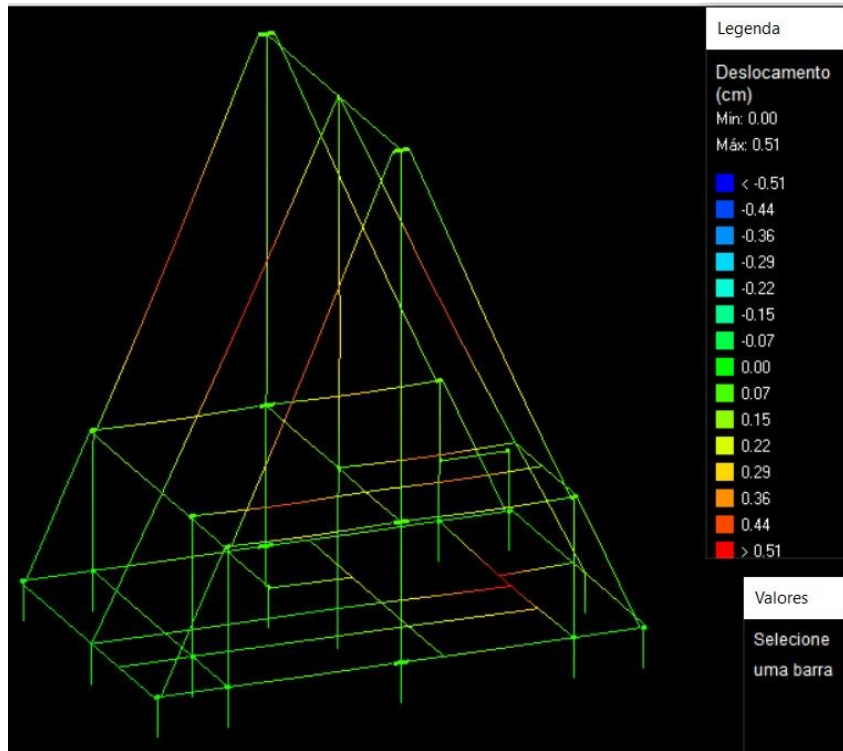 Legenda
Deslocamento
(cm)
Min: 0.00
Máx: 0.51
< -0.51
-0.44
-0.36
-0.29
-0.22
-0.15
-0.07
0.00
0.07
0.15
0.22
0.29
0.36
0.44
> 0.51
Valores
Selecione
uma barra